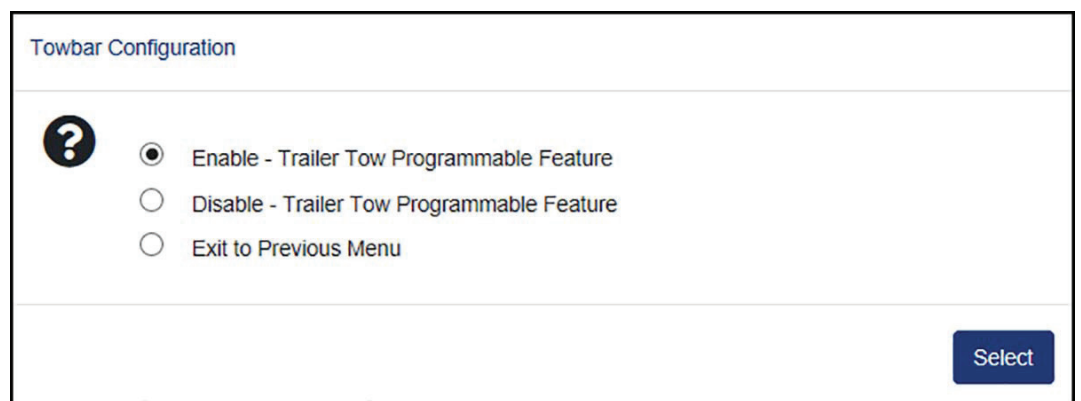 Towbar Configuration
Enable - Trailer Tow Programmable Feature
Disable - Trailer Tow Programmable Feature
Exit to Previous Menu
Select